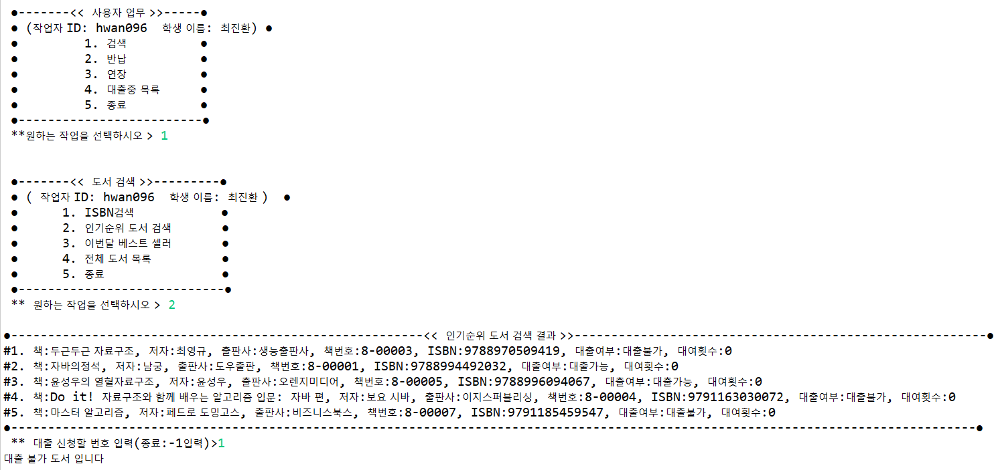 ●-------<< 사용자 업무 >>-----●
● (작업자 ID: hwan096  학생 이름: 최진환) ●
●         1. 검색          ●
●         2. 반납          ●
●         3. 연장          ●
●         4. 대출중 목록      ●
●         5. 종료          ●
●-------------------------●
**원하는 작업을 선택하시오 > 1
●-------<< 도서 검색 >>---------●
● ( 작업자 ID: hwan096  학생 이름: 최진환 )  ●
●      1. ISBN검색            ●
●      2. 인기순위 도서 검색       ●
●      3. 이번달 베스트 셀러       ●
●      4. 전체 도서 목록         ●
●      5. 종료               ●
●----------------------------●
** 원하는 작업을 선택하시오 > 2
●--------------------------------------------------------<< 인기순위 도서 검색 결과 >>--------------------------------------------------------●
#1. 책:두근두근 자료구조, 저자:최영규, 출판사:생능출판사, 책번호:8-00003, ISBN:9788970509419, 대출여부:대출불가, 대여횟수:0
#2. 책:자바의정석, 저자:남궁, 출판사:도우출판, 책번호:8-00001, ISBN:9788994492032, 대출여부:대출가능, 대여횟수:0
#3. 책:윤성우의 열혈자료구조, 저자:윤성우, 출판사:오렌지미디어, 책번호:8-00005, ISBN:9788996094067, 대출여부:대출가능, 대여횟수:0
#4. 책:Do it! 자료구조와 함께 배우는 알고리즘 입문: 자바 편, 저자:보요 시바, 출판사:이지스퍼블리싱, 책번호:8-00004, ISBN:9791163030072, 대출여부:대출불가, 대여횟수:0
#5. 책:마스터 알고리즘, 저자:페드로 도밍고스, 출판사:비즈니스북스, 책번호:8-00007, ISBN:9791185459547, 대출여부:대출불가, 대여횟수:0
●-----------------------------------------------------------------------------------------------------------------------------------●
** 대출 신청할 번호 입력(종료:-1입력)>1
대출 불가 도서 입니다